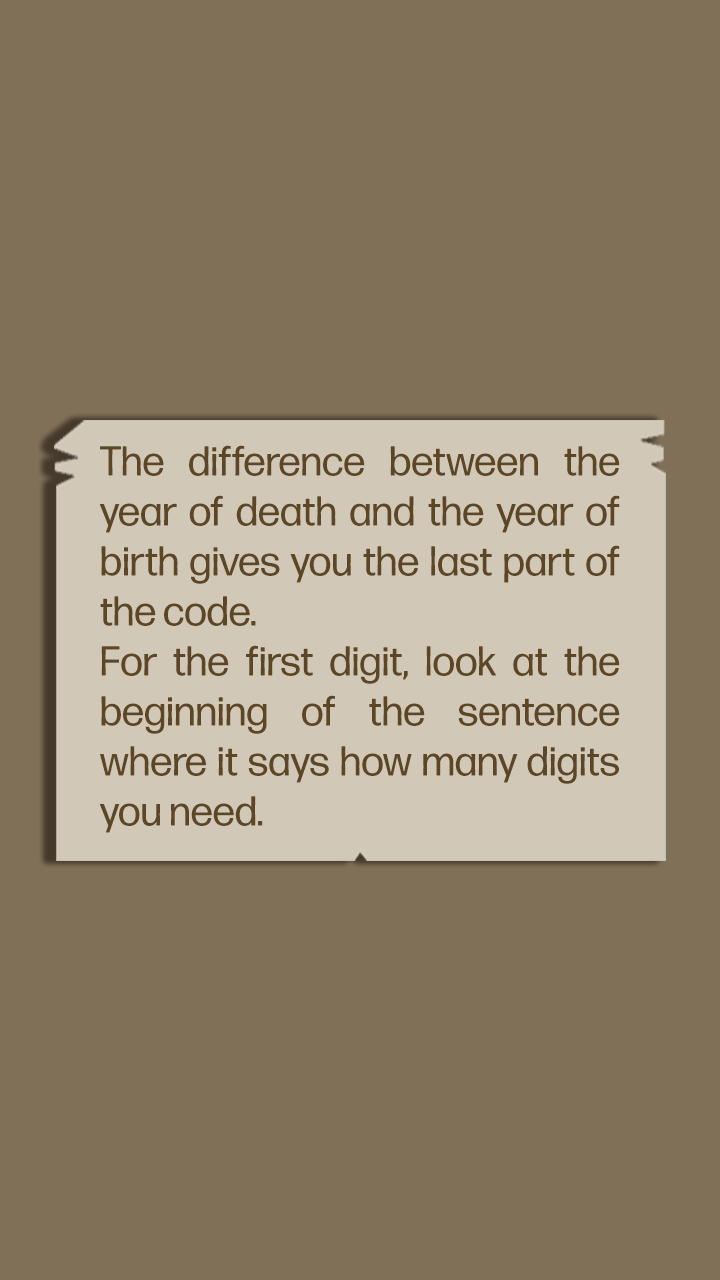 The difference between the
year of death and the year of
birth gives you the last part of
the code.
For the first digit, look at the
beginning of the sentence
where it says how many digits
you need.